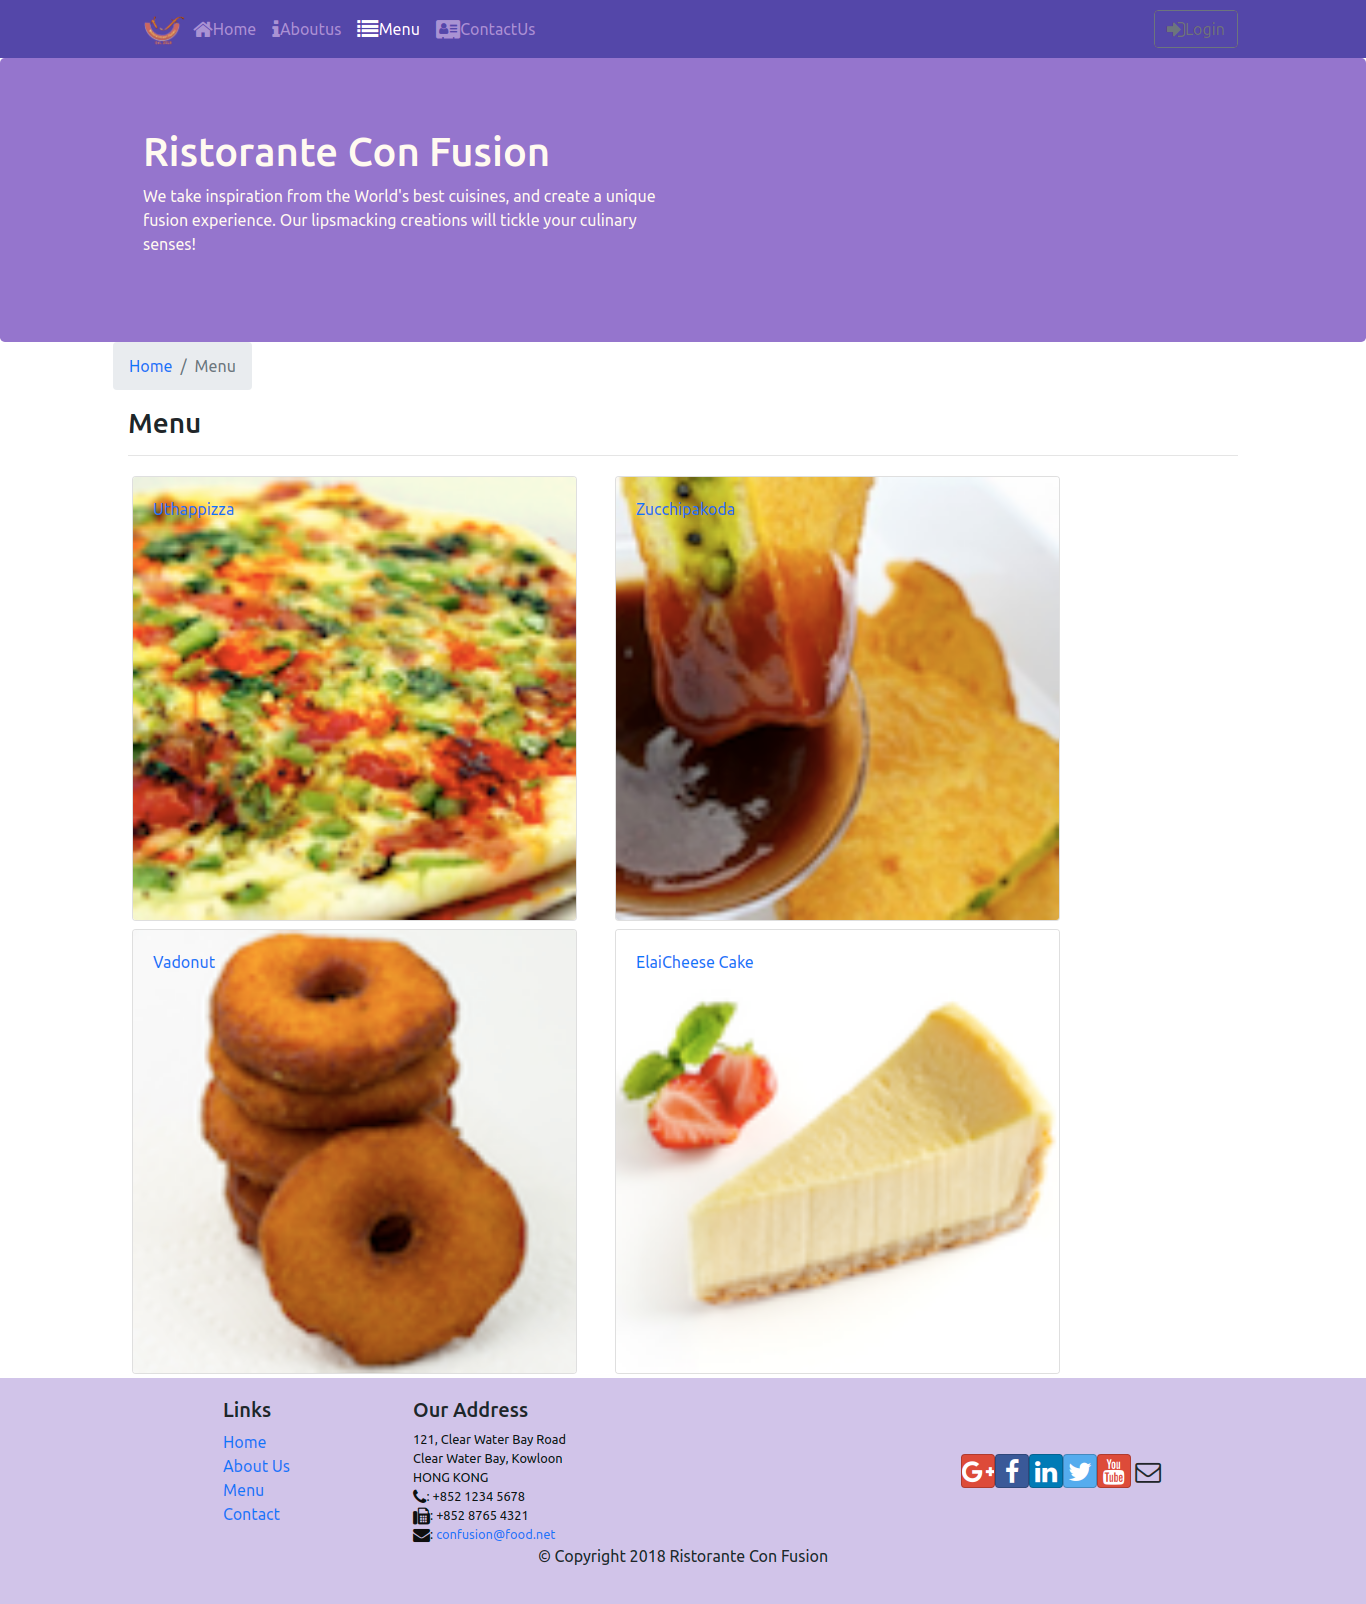 Home Aboutus Menu ContactUs Login
Ristorante Con Fusion
We take inspiration from the World's best cuisines, and create a unique
fusion experience. Our lipsmacking creations will tickle your culinary
senses!
Home / Menu
Menu
Uthappizza
Zucchipakoda
Vadonut
ElaiCheese Cake
Links
Home
About Us
Menu
Contact
Our Address
121, Clear Water Bay Road
Clear Water Bay, Kowloon
HONG KONG
: +852 1234 5678
: +852 8765 4321
: confusion@food.net
G+ f in You Tube
© Copyright 2018 Ristorante Con Fusion